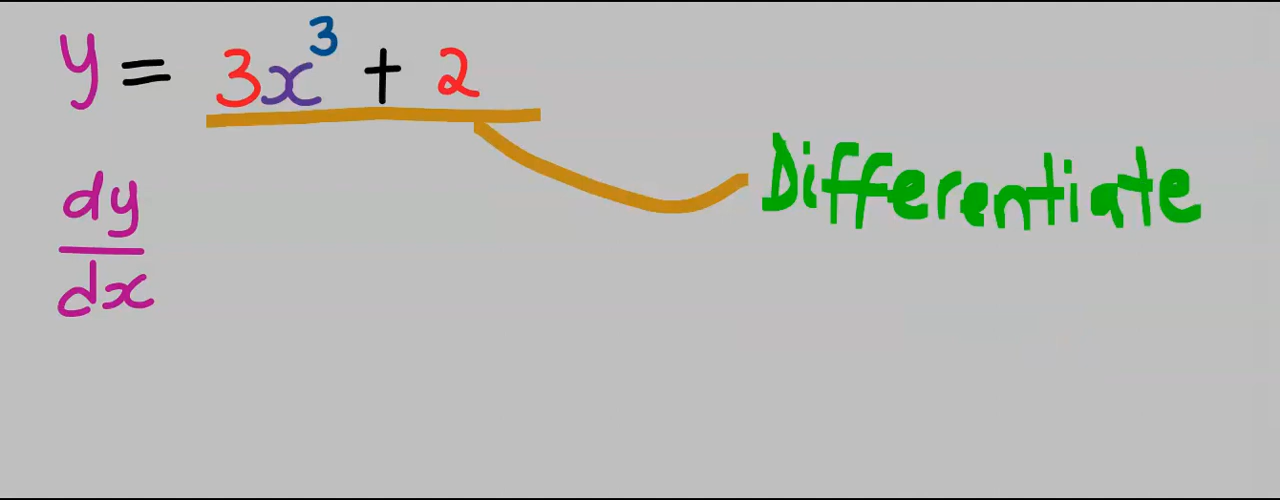 y = 3x³ + 2
Differentiate
dy
dx